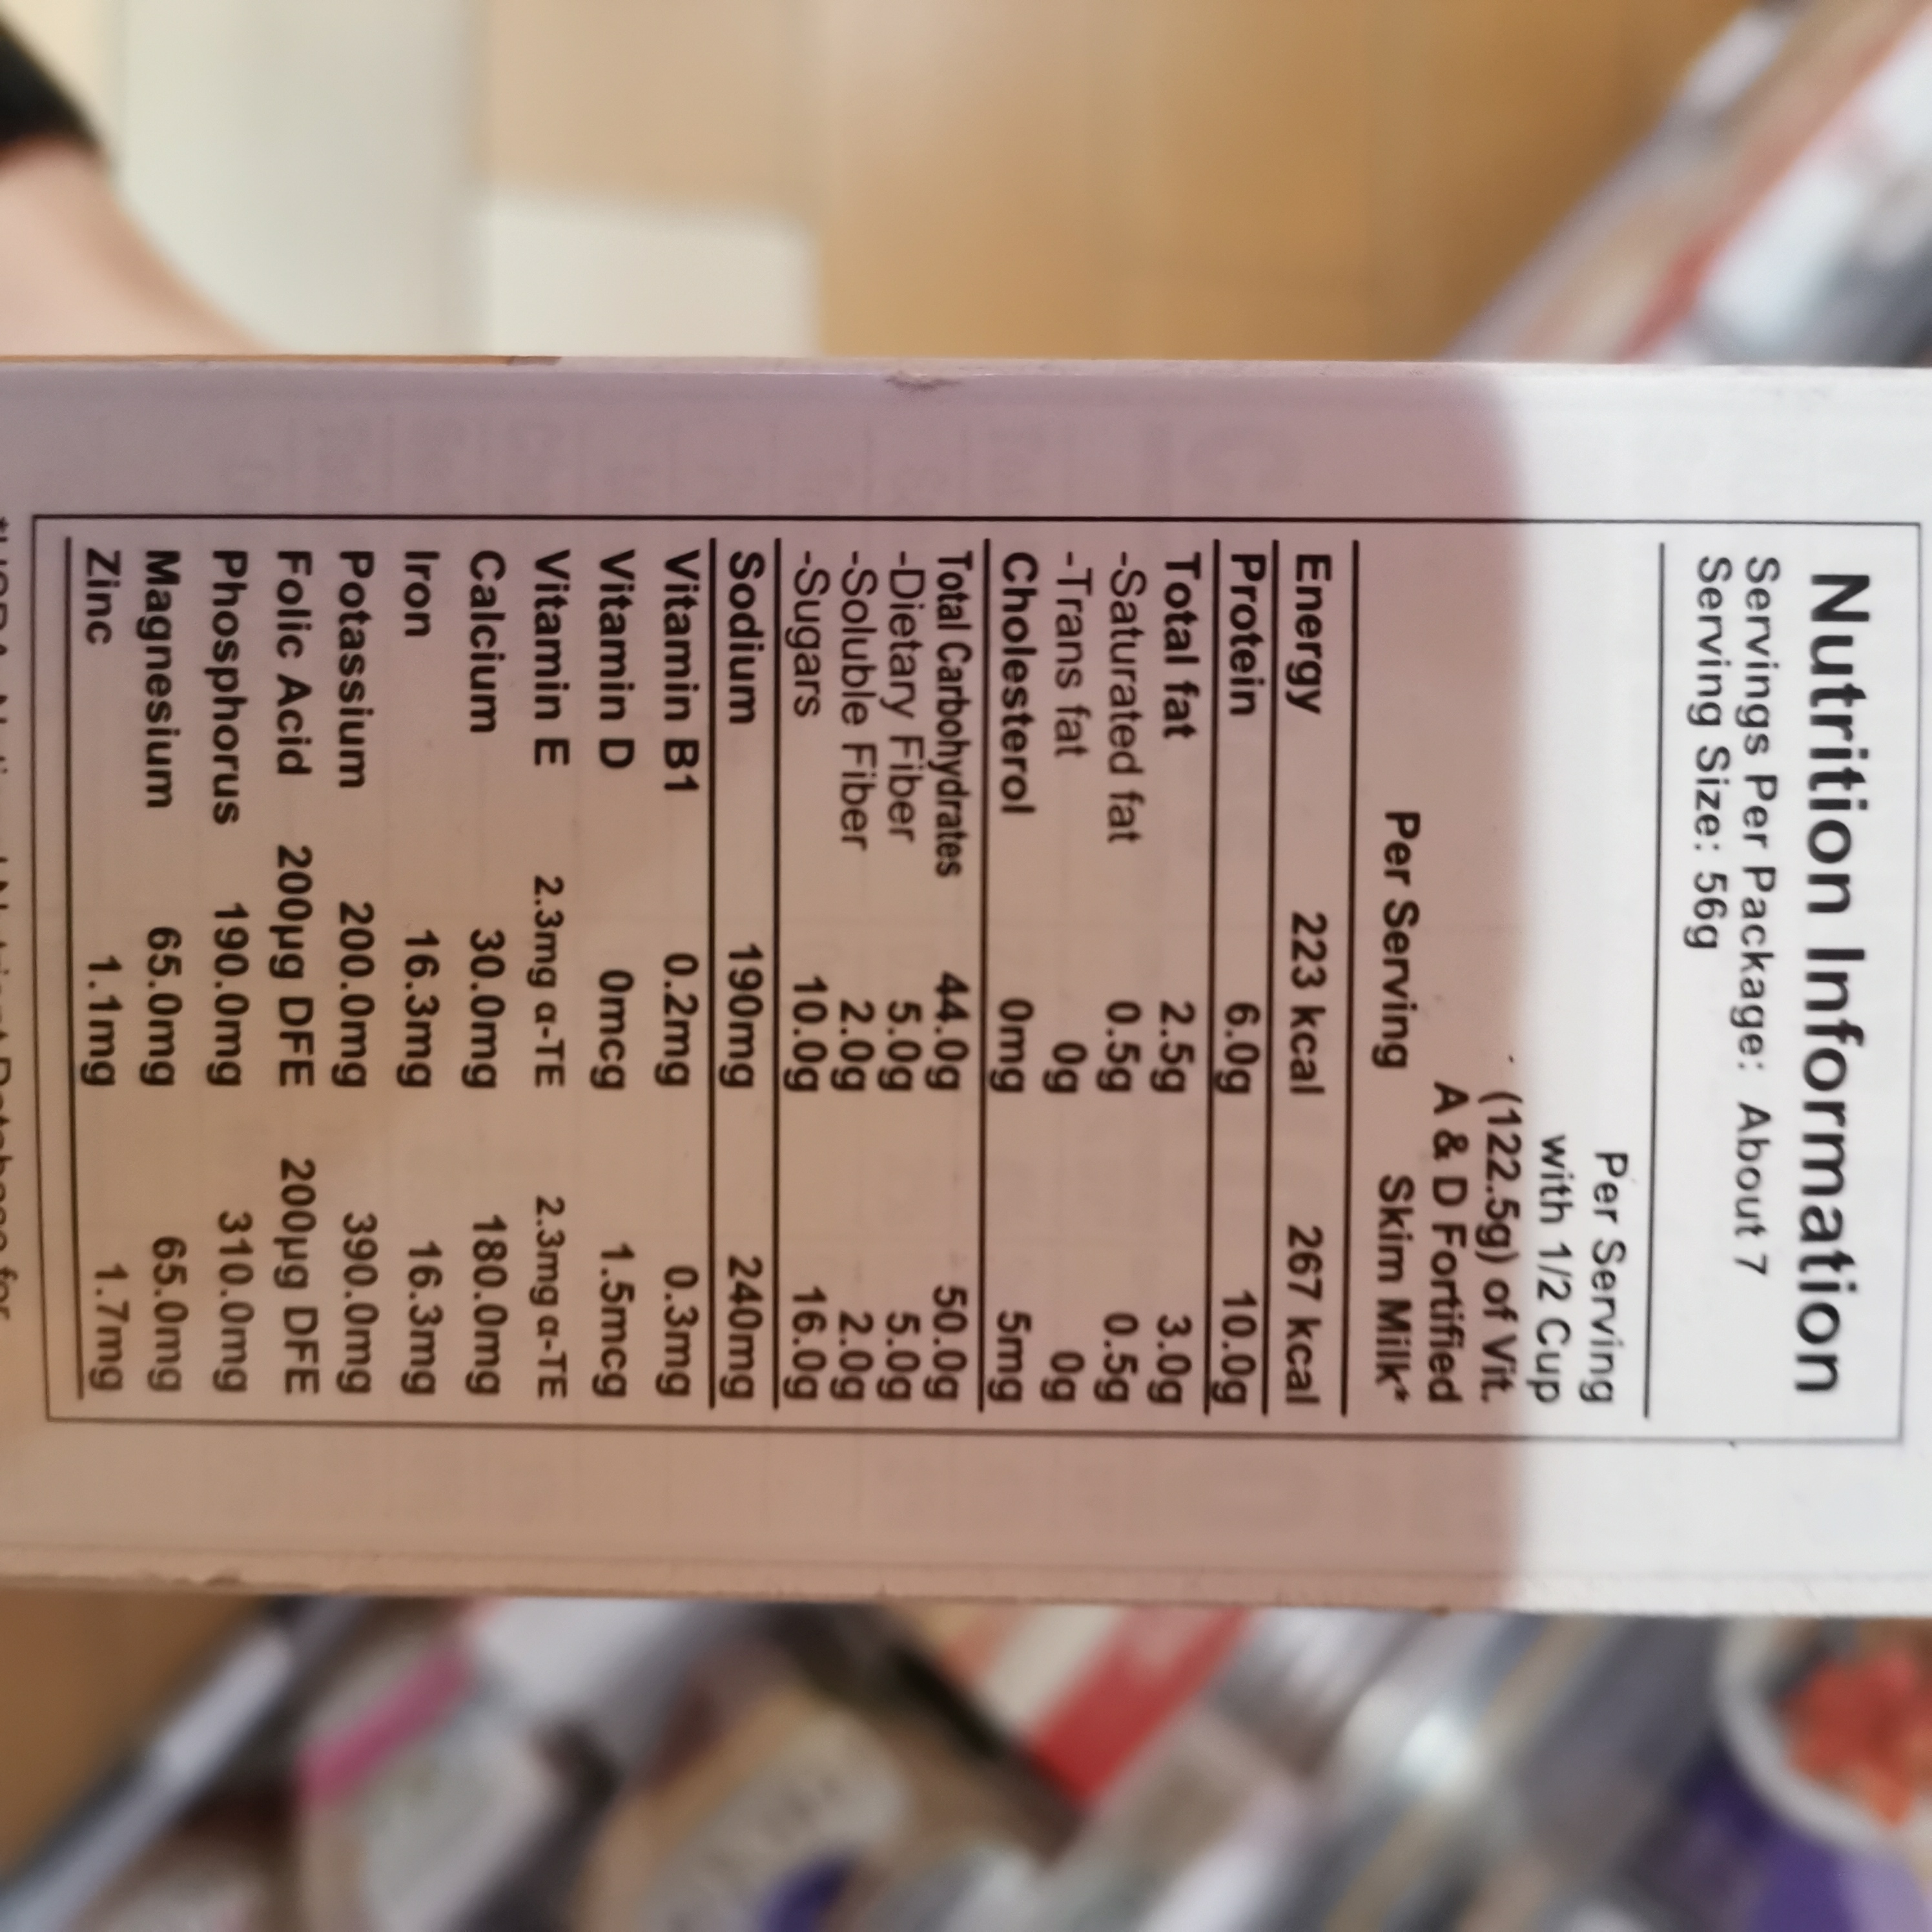 Nutrition Information
Servings Per Package: About 7
Serving Size: 56g
Per Serving
with 1/2 Cup
(122.5g) of Vit.
A & D Fortified
Per Serving Skim Milk*
Energy 223 kcal 267 kcal
Protein 6.0g 10.0g
Total fat 2.5g 3.0g
-Saturated fat 0.5g 0.5g
-Trans fat 0g 0g
Cholesterol 0mg 5mg
Total Carbohydrates 44.0g 50.0g
-Dietary Fiber 5.0g 5.0g
-Soluble Fiber 2.0g 2.0g
-Sugars 10.0g 16.0g
Sodium 190mg 240mg
Vitamin B1 0.2mg 0.3mg
Vitamin D 0mcg 1.5mcg
Vitamin E 2.3mg α-TE 2.3mg α-TE
Calcium 30.0mg 180.0mg
Iron 16.3mg 16.3mg
Potassium 200.0mg 390.0mg
Folic Acid 200µg DFE 200µg DFE
Phosphorus 190.0mg 310.0mg
Magnesium 65.0mg 65.0mg
Zinc 1.1mg 1.7mg
*USDA National Nutrient Database for